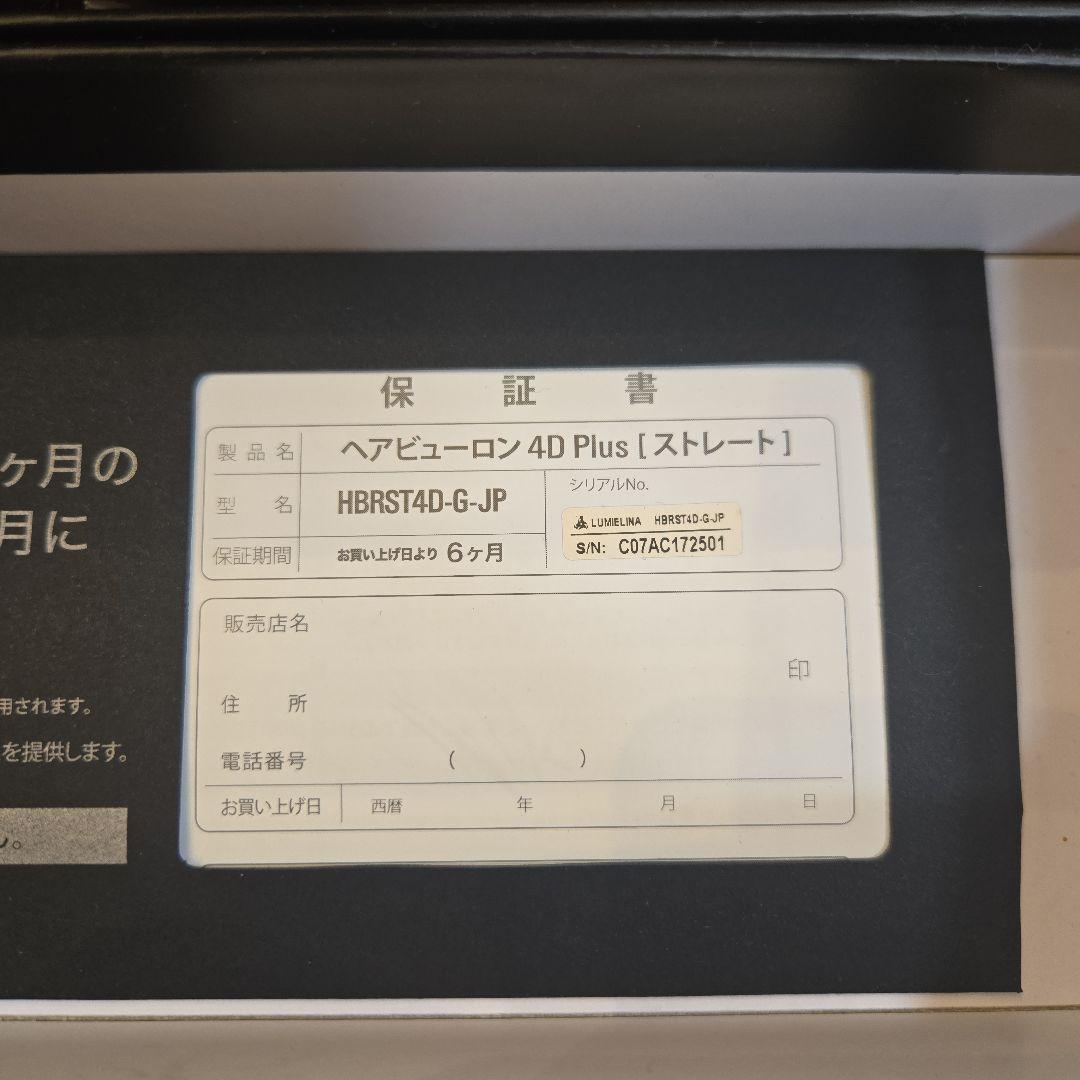 ヶ月の
月に
用されます。
を提供します。
保証書
製品名 ヘアビューロン 4D Plus [ ストレート ]
型名 HBRST4D-G-JP
シリアルNo.
LUMIELINA HBRST4D-G-JP
S/N: C07AC172501
保証期間 お買い上げ日より 6ヶ月
販売店名
印
住所
電話番号 ( )
お買い上げ日 西暦 年 月 日